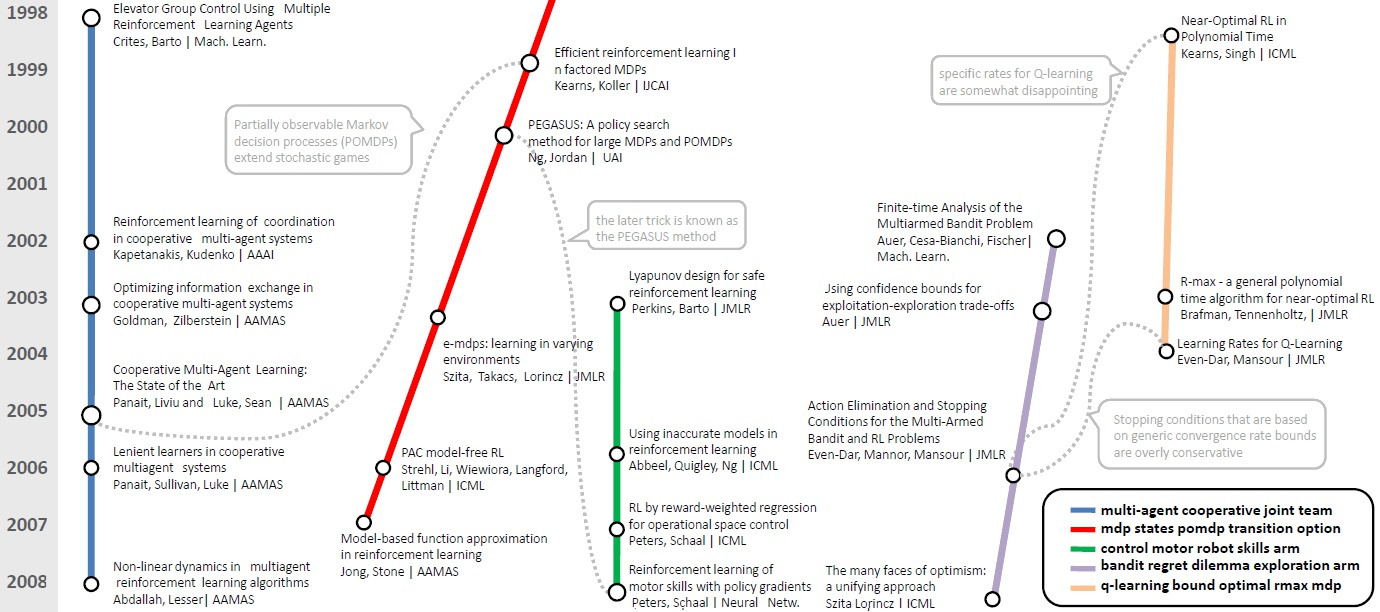 1998
1999
2000
2001
2002
2003
2004
2005
2006
2007
2008
Elevator Group Control Using Multiple
Reinforcement Learning Agents
Crites, Barto | Mach. Learn.
Reinforcement learning of coordination
in cooperative multi-agent systems
Kapetanakis, Kudenko | AAAI
Optimizing information exchange in
cooperative multi-agent systems
Goldman, Zilberstein | AAMAS
Cooperative Multi-Agent Learning:
The State of the Art
Panait, Liviu and Luke, Sean | AAMAS
Lenient learners in cooperative
multiagent systems
Panait, Sullivan, Luke | AAMAS
Non-linear dynamics in multiagent
reinforcement learning algorithms
Abdallah, Lesser| AAMAS
Partially observable Markov
decision processes (POMDPs)
extend stochastic games
Efficient reinforcement learning I
n factored MDPs
Kearns, Koller | IJCAI
PEGASUS: A policy search
method for large MDPs and POMDPs
Ng, Jordan | UAI
e-mdps: learning in varying
environments
Szita, Takacs, Lorincz | JMLR
PAC model-free RL
Strehl, Li, Wiewiora, Langford,
Littman | ICML
Model-based function approximation
in reinforcement learning
Jong, Stone | AAMAS
the later trick is known as
the PEGASUS method
Lyapunov design for safe
reinforcement learning
Perkins, Barto | JMLR
Using inaccurate models in
reinforcement learning
Abbeel, Quigley, Ng | ICML
RL by reward-weighted regression
for operational space control
Peters, Schaal | ICML
Reinforcement learning of
motor skills with policy gradients
Peters, Schaal | Neural Netw.
Finite-time Analysis of the
Multiarmed Bandit Problem
Auer, Cesa-Bianchi, Fischer|
Mach. Learn.
Jsing confidence bounds for
exploitation-exploration trade-offs
Auer | JMLR
Action Elimination and Stopping
Conditions for the Multi-Armed
Bandit and RL Problems
Even-Dar, Mannor, Mansour | JMLR
The many faces of optimism:
a unifying approach
Szita Lorincz | ICML
specific rates for Q-learning
are somewhat disappointing
Near-Optimal RL in
Polynomial Time
Kearns, Singh | ICML
R-max - a general polynomial
time algorithm for near-optimal RL
Brafman, Tennenholtz, | JMLR
Learning Rates for Q-Learning
Even-Dar, Mansour | JMLR
Stopping conditions that are based
on generic convergence rate bounds
are overly conservative
multi-agent cooperative joint team
mdp states pomdp transition option
control motor robot skills arm
bandit regret dilemma exploration arm
q-learning bound optimal rmax mdp